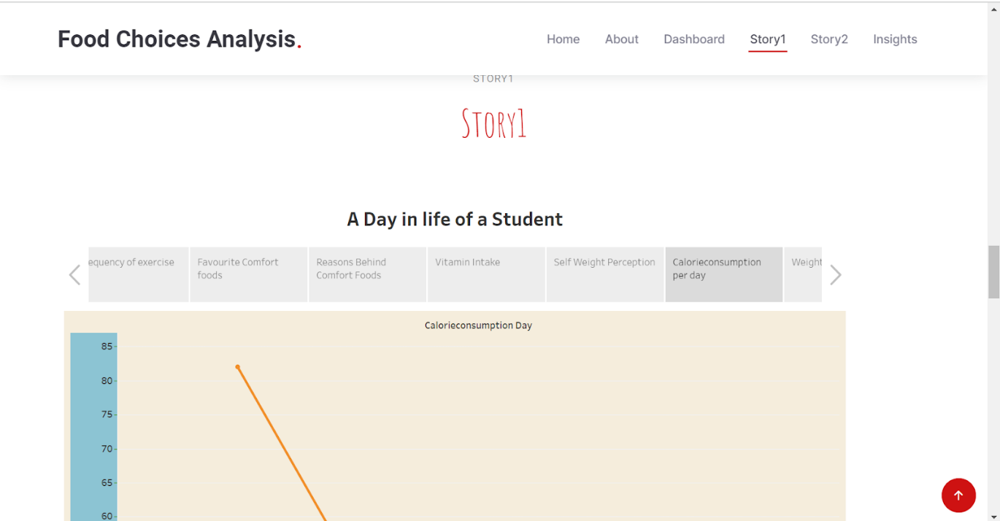 Food Choices Analysis.
Home About Dashboard Story1 Story2 Insights
STORY1
Story1
A Day in life of a Student
equency of exercise
Favourite Comfort
foods
Reasons Behind
Comfort Foods
Vitamin Intake
Self Weight Perception
Calorieconsumption
per day
Weight
Calorieconsumption Day
85
80
75
70
65
60